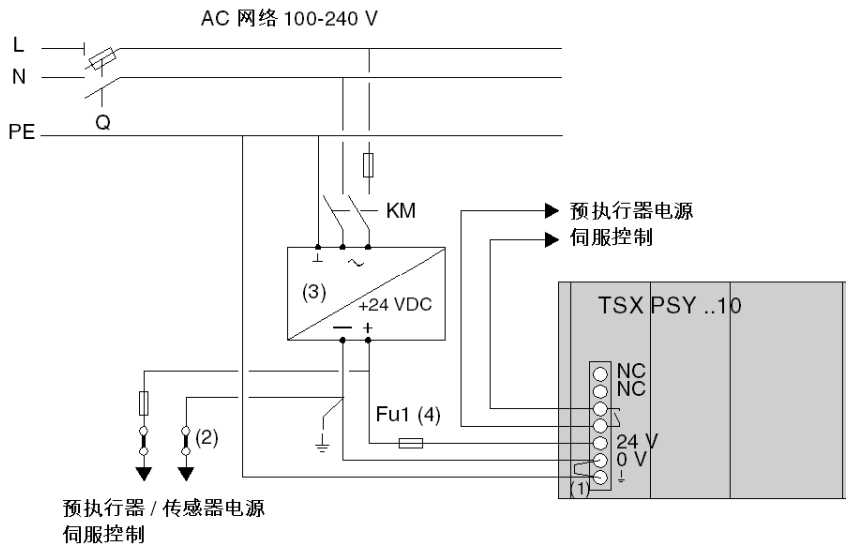 AC 网络 100-240 V
L
N
Q
PE
KM
预执行器电源
伺服控制
(3)
+24 VDC
— +
TSX PSY ..10
NC
NC
Fu1 (4)
24 V
0 V
(2)
(1)
预执行器 / 传感器电源
伺服控制